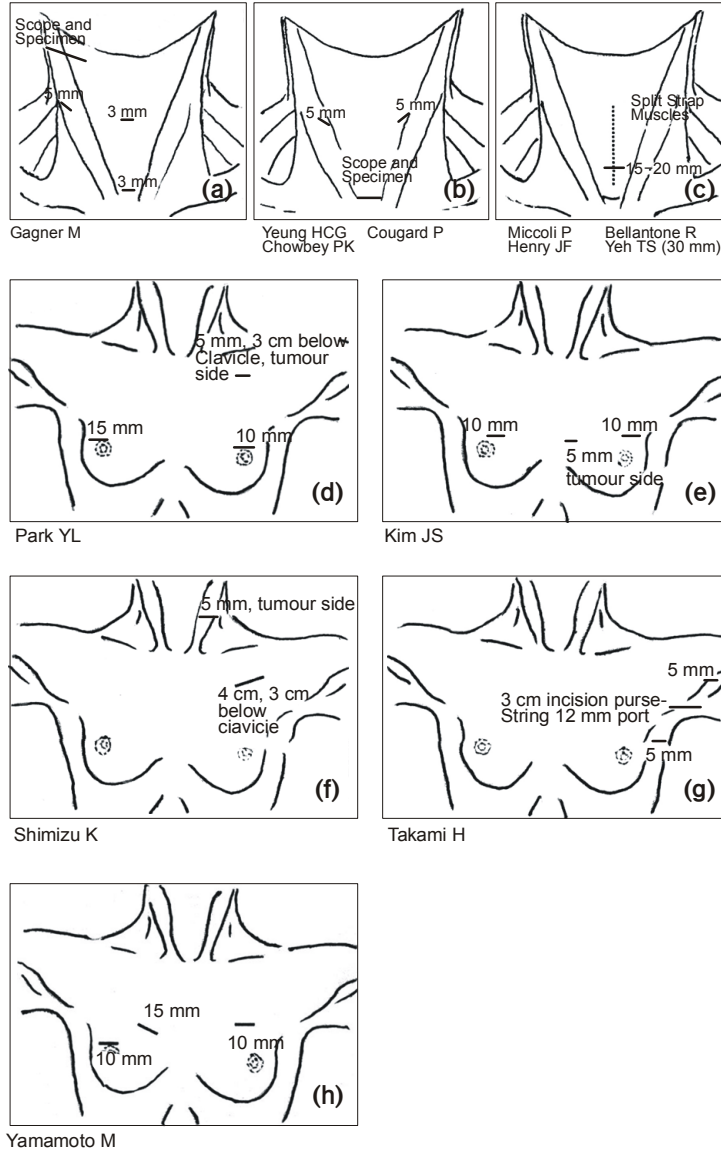 Scope and
Specimen
5 mm
3 mm
3 mm
(a)
Gagner M
5 mm
5 mm
Scope and
Specimen
(b)
Yeung HCG
Chowbey PK
Cougard P
Split Strap
Muscles
15-20 mm
(c)
Miccoli P
Henry JF
Bellantone R
Yeh TS (30 mm)
5 mm, 3 cm below
Clavicle, tumour
side
15 mm
10 mm
(d)
Park YL
10 mm
10 mm
5 mm
tumour side
(e)
Kim JS
5 mm, tumour side
4 cm, 3 cm
below
ciavicie
(f)
Shimizu K
5 mm
3 cm incision purse-
String 12 mm port
5 mm
(g)
Takami H
15 mm
10 mm
10 mm
(h)
Yamamoto M